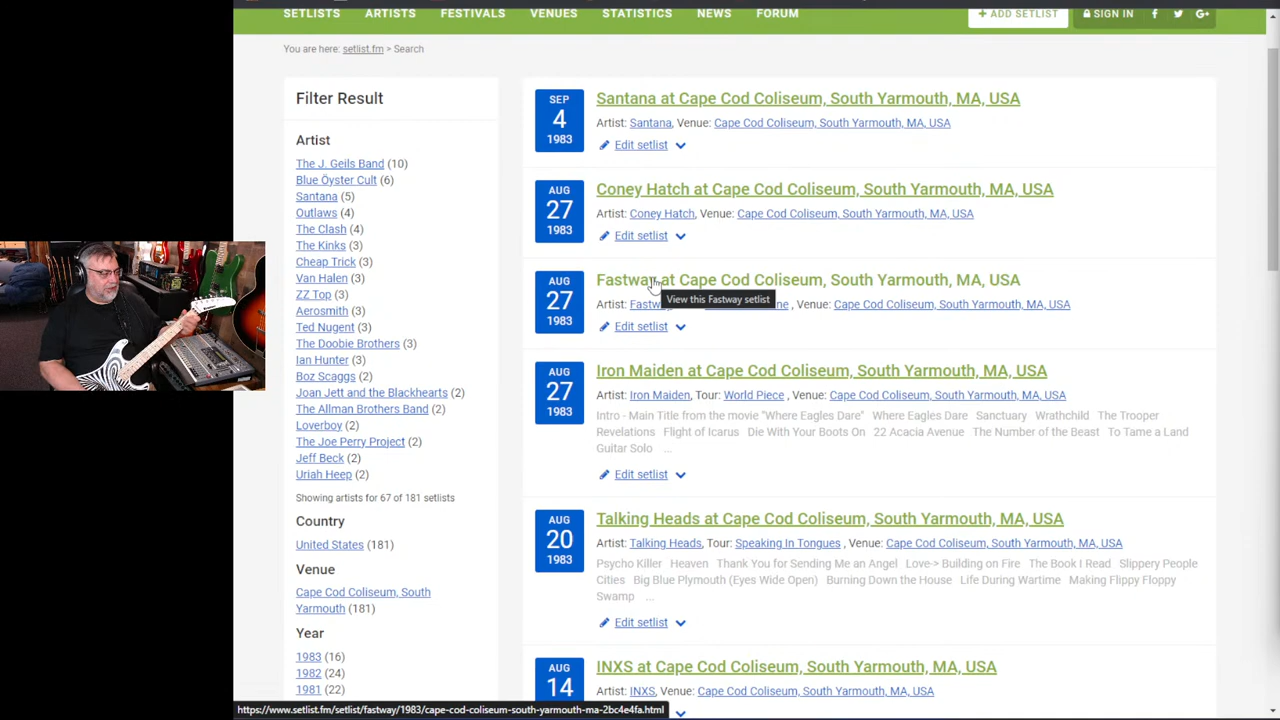 SETLISTS ARTISTS FESTIVALS VENUES STATISTICS NEWS FORUM + ADD SETLIST SIGN IN
You are here: setlist.fm > Search
Filter Result
Artist
The J. Geils Band (10)
Blue Öyster Cult (6)
Santana (5)
Outlaws (4)
The Clash (4)
The Kinks (3)
Cheap Trick (3)
Van Halen (3)
ZZ Top (3)
Aerosmith (3)
Ted Nugent (3)
The Doobie Brothers (3)
Ian Hunter (3)
Boz Scaggs (2)
Joan Jett and the Blackhearts (2)
The Allman Brothers Band (2)
Loverboy (2)
The Joe Perry Project (2)
Jeff Beck (2)
Uriah Heep (2)
Showing artists for 67 of 181 setlists
Country
United States (181)
Venue
Cape Cod Coliseum, South
Yarmouth (181)
Year
1983 (16)
1982 (24)
1981 (22)
SEP
4
1983
Santana at Cape Cod Coliseum, South Yarmouth, MA, USA
Artist: Santana, Venue: Cape Cod Coliseum, South Yarmouth, MA, USA
Edit setlist
AUG
27
1983
Coney Hatch at Cape Cod Coliseum, South Yarmouth, MA, USA
Artist: Coney Hatch, Venue: Cape Cod Coliseum, South Yarmouth, MA, USA
Edit setlist
AUG
27
1983
Fastway at Cape Cod Coliseum, South Yarmouth, MA, USA
View this Fastway setlist
Artist: , Venue: Cape Cod Coliseum, South Yarmouth, MA, USA
Edit setlist
AUG
27
1983
Iron Maiden at Cape Cod Coliseum, South Yarmouth, MA, USA
Artist: Iron Maiden, Tour: World Piece , Venue: Cape Cod Coliseum, South Yarmouth, MA, USA
Intro - Main Title from the movie "Where Eagles Dare" Where Eagles Dare Sanctuary Wrathchild The Trooper
Revelations Flight of Icarus Die With Your Boots On 22 Acacia Avenue The Number of the Beast To Tame a Land
Guitar Solo ...
Edit setlist
AUG
20
1983
Talking Heads at Cape Cod Coliseum, South Yarmouth, MA, USA
Artist: Talking Heads, Tour: Speaking In Tongues , Venue: Cape Cod Coliseum, South Yarmouth, MA, USA
Psycho Killer Heaven Thank You for Sending Me an Angel Love-> Building on Fire The Book I Read Slippery People
Cities Big Blue Plymouth (Eyes Wide Open) Burning Down the House Life During Wartime Making Flippy Floppy
Swamp ...
Edit setlist
AUG
14
INXS at Cape Cod Coliseum, South Yarmouth, MA, USA
Artist: INXS, Venue: Cape Cod Coliseum, South Yarmouth, MA, USA
https://www.setlist.fm/setlist/fastway/1983/cape-cod-coliseum-south-yarmouth-ma-2bc4e4fa.html